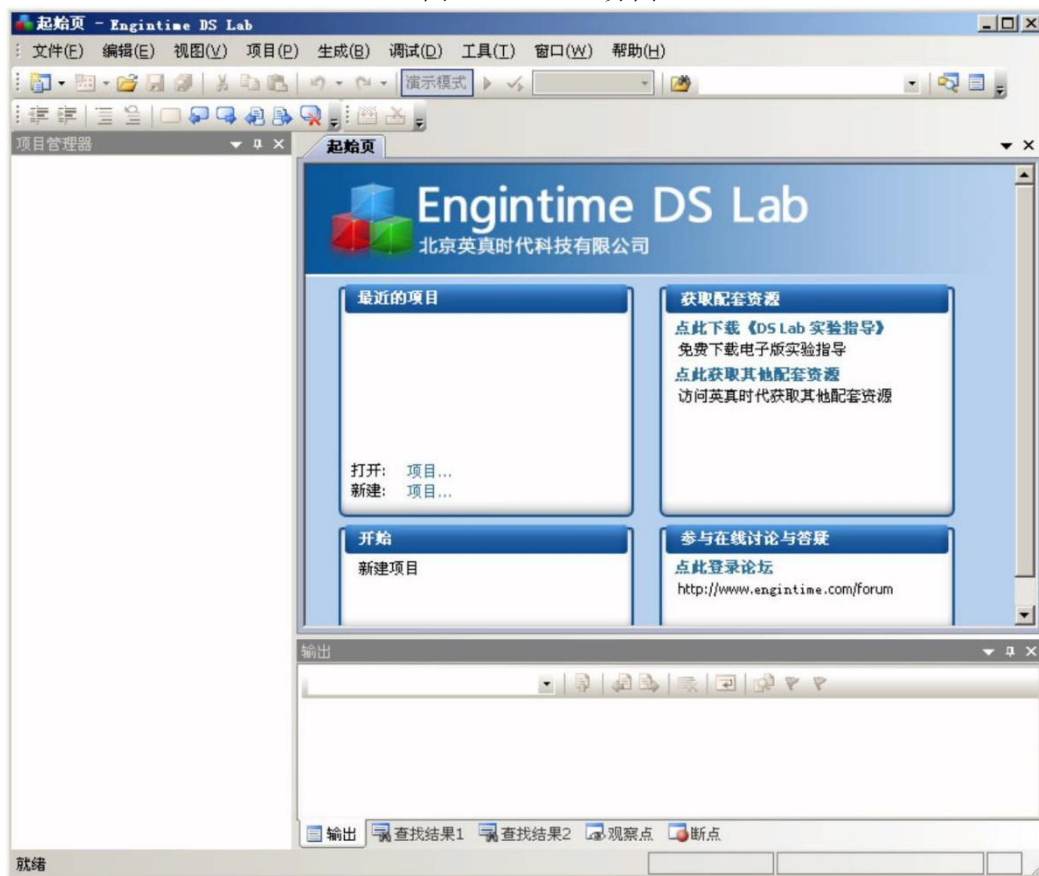 起始页 - Engintime DS Lab
文件(F) 编辑(E) 视图(V) 项目(P) 生成(B) 调试(D) 工具(T) 窗口(W) 帮助(H)
演示模式
项目管理器
起始页
Engintime DS Lab
北京英真时代科技有限公司
最近的项目
打开: 项目...
新建: 项目...
获取配套资源
点此下载《DS Lab 实验指导》
免费下载电子版实验指导
点此获取其他配套资源
访问英真时代获取其他配套资源
开始
新建项目
参与在线讨论与答疑
点此登录论坛
http://www.engintime.com/forum
输出
输出 查找结果1 查找结果2 观察点 断点
就绪